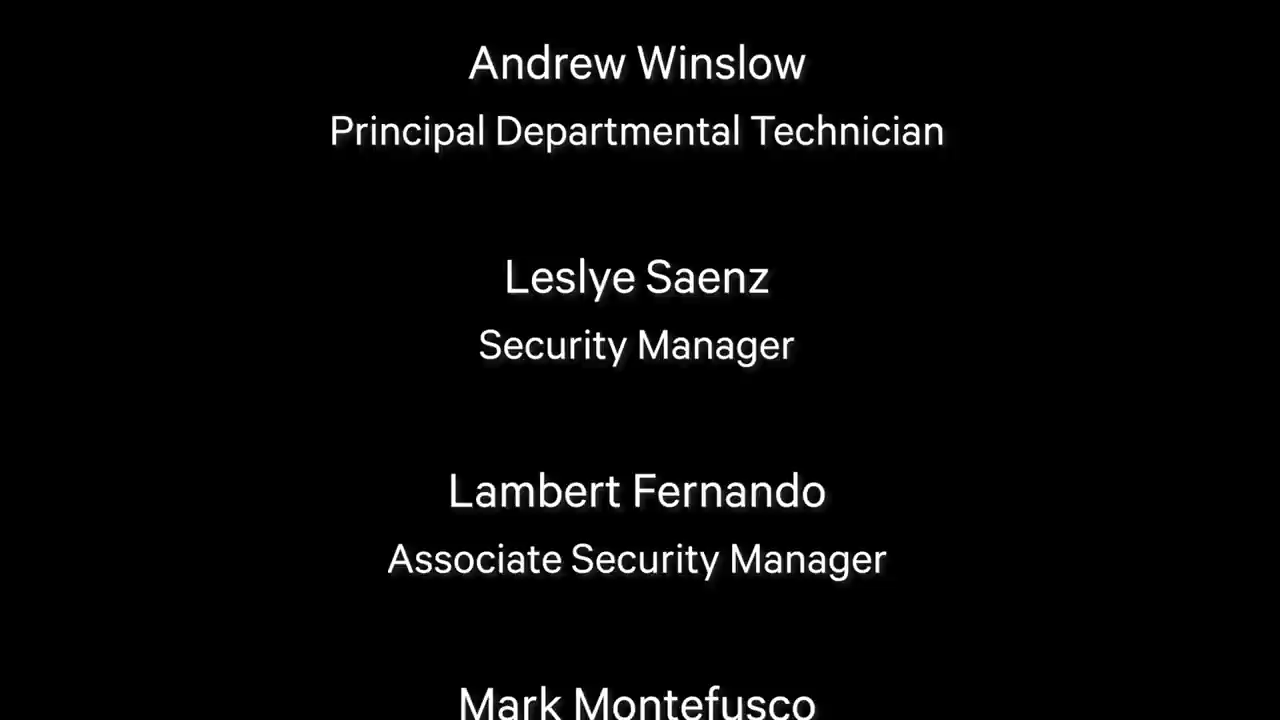 Andrew Winslow
Principal Departmental Technician
Leslye Saenz
Security Manager
Lambert Fernando
Associate Security Manager
Mark Montefusco